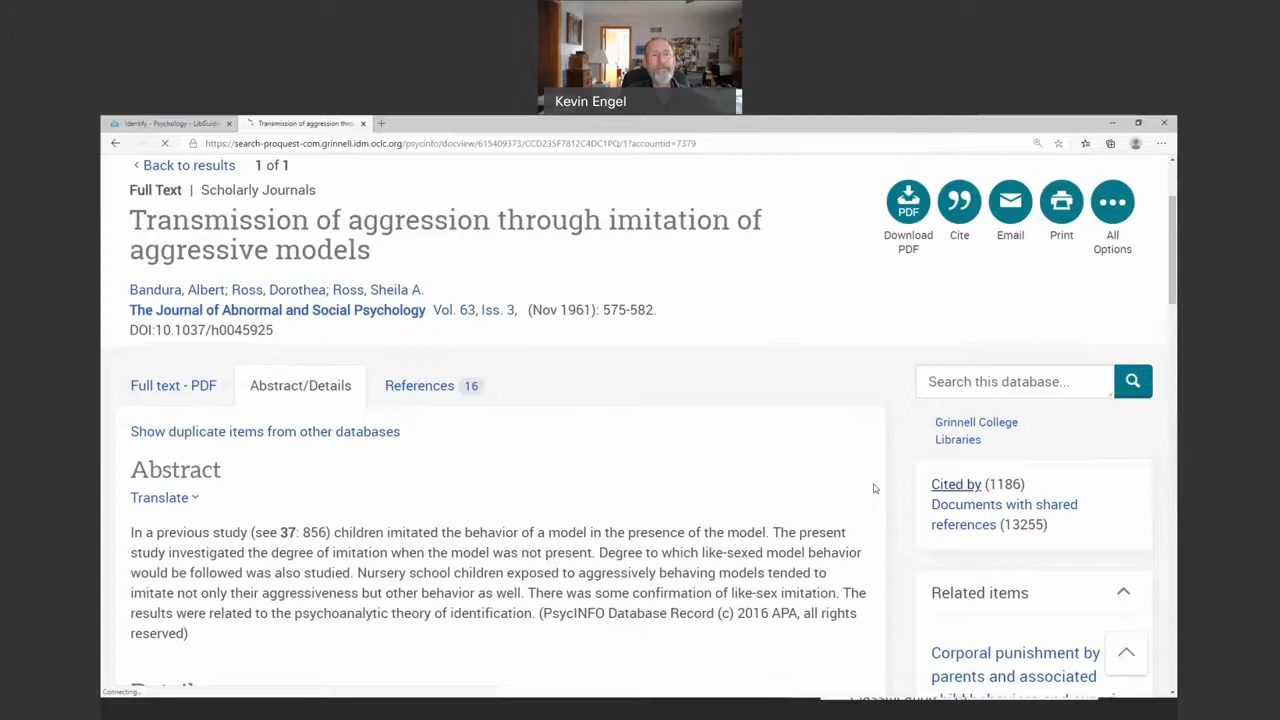 Kevin Engel
Identify - Psychology - LibGuid
Transmission of aggression thro
https://search-proquest-com.grinnell.idm.oclc.org/psycinfo/docview/615409373/CCD235F7812C4DC1PQ/1?accountid=7379
Back to results 1 of 1
Full Text | Scholarly Journals
Transmission of aggression through imitation of
aggressive models
PDF
Download
PDF
Cite
Email
Print
All
Options
Bandura, Albert; Ross, Dorothea; Ross, Sheila A.
The Journal of Abnormal and Social Psychology Vol. 63, Iss. 3, (Nov 1961): 575-582.
DOI:10.1037/h0045925
Full text - PDF
Abstract/Details
References 16
Search this database...
Show duplicate items from other databases
Abstract
Translate
In a previous study (see 37: 856) children imitated the behavior of a model in the presence of the model. The present
study investigated the degree of imitation when the model was not present. Degree to which like-sexed model behavior
would be followed was also studied. Nursery school children exposed to aggressively behaving models tended to
imitate not only their aggressiveness but other behavior as well. There was some confirmation of like-sex imitation. The
results were related to the psychoanalytic theory of identification. (PsycINFO Database Record (c) 2016 APA, all rights
reserved)
Grinnell College
Libraries
Cited by (1186)
Documents with shared
references (13255)
Related items
Corporal punishment by
parents and associated
Connecting...